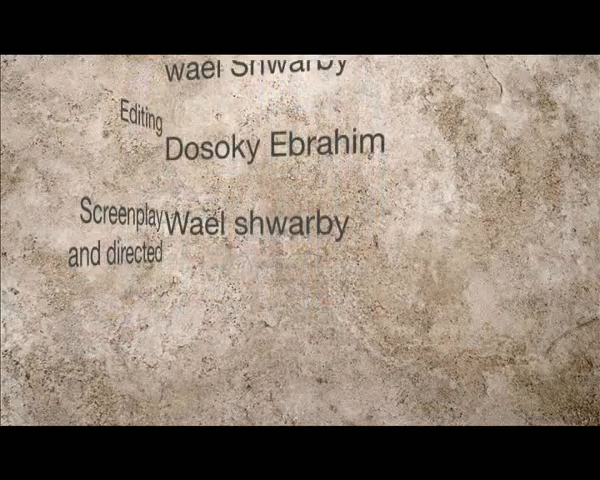 wael Shwarby
Editing
Dosoky Ebrahim
Screenplay Wael shwarby
and directed